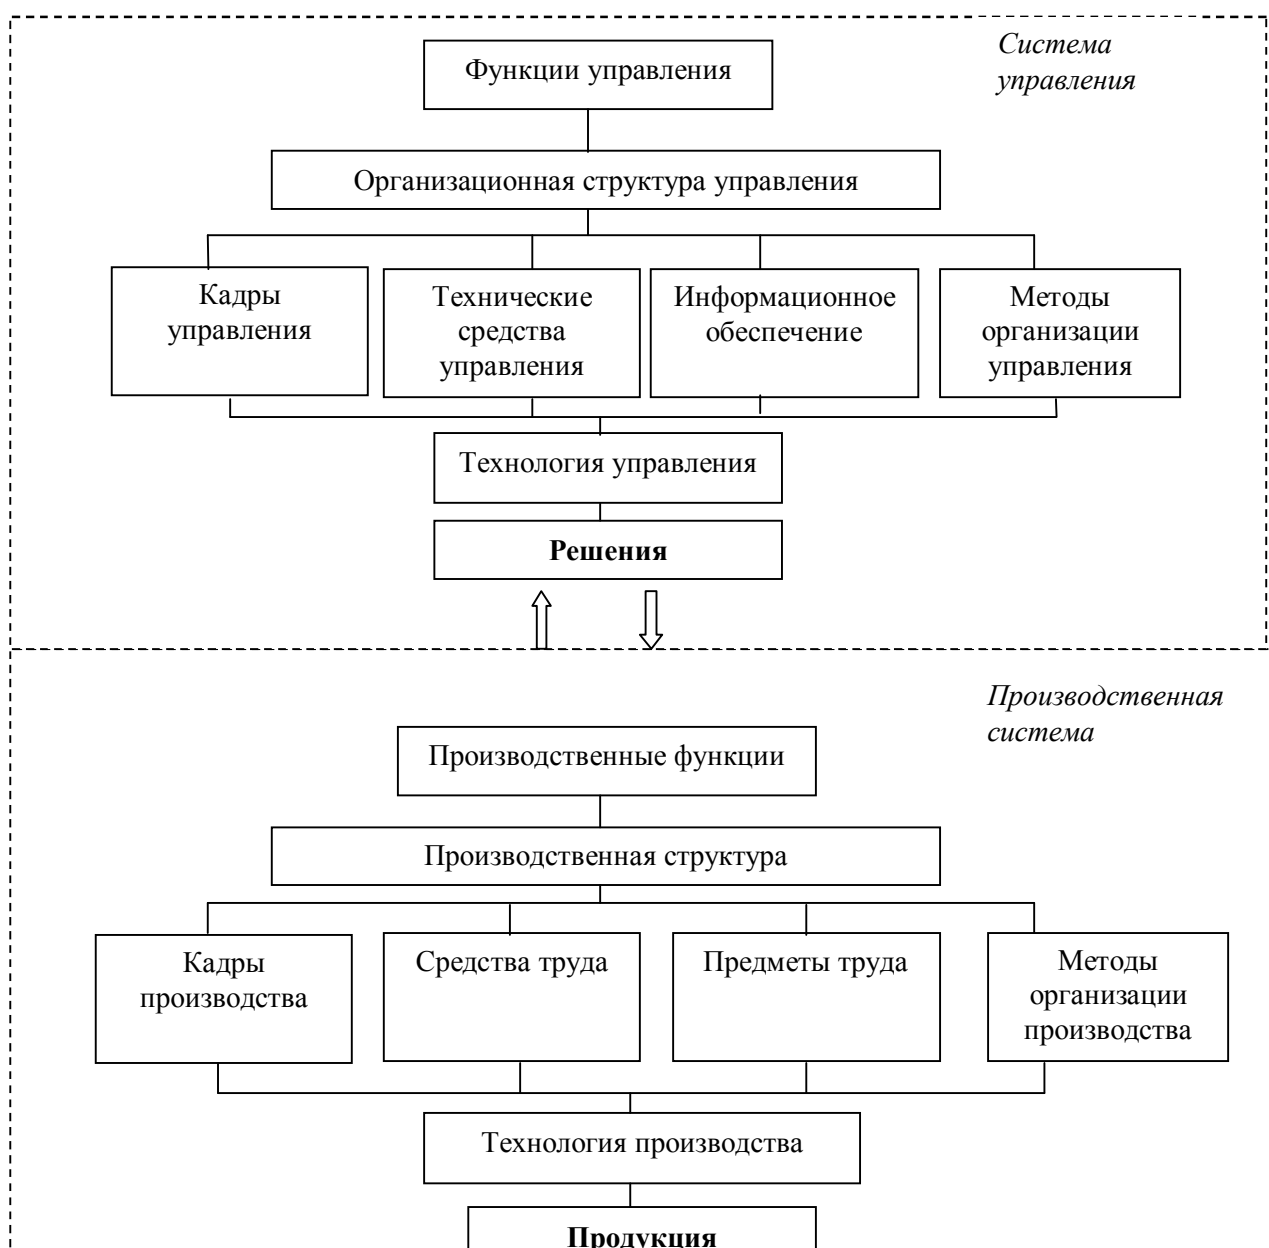 Система
управления
Функции управления
Организационная структура управления
Кадры
управления
Технические
средства
управления
Информационное
обеспечение
Методы
организации
управления
Технология управления
Решения
Производственная
система
Производственные функции
Производственная структура
Кадры
производства
Средства труда
Предметы труда
Методы
организации
производства
Технология производства
Продукция